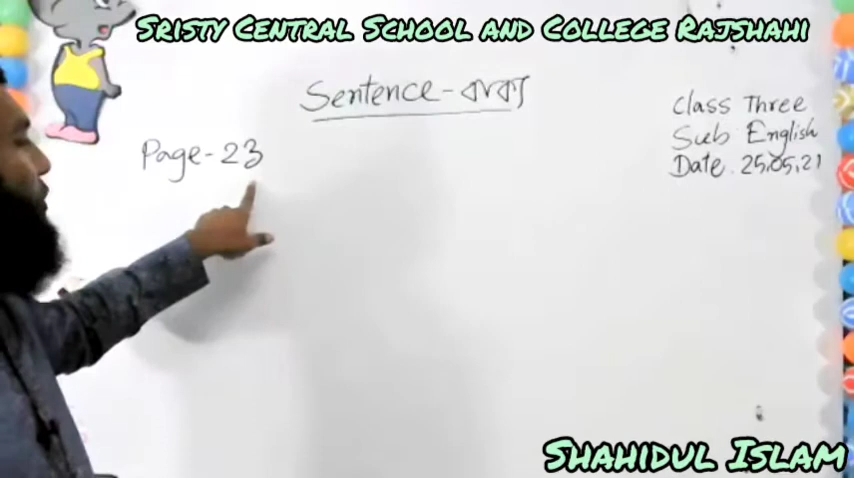 Sristy Central School and College Rajshahi
Sentence - বাক্য
Class Three
Sub English
Date. 25.05.21
Page - 23
Shahidul Islam